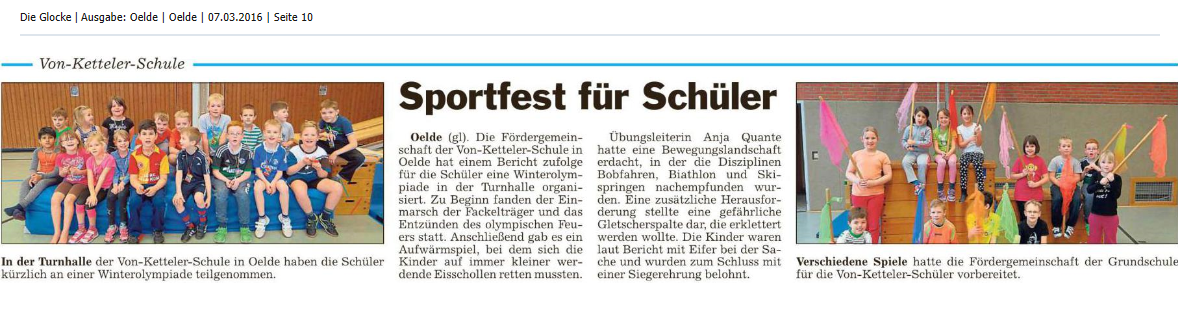 Die Glocke | Ausgabe: Oelde | Oelde | 07.03.2016 | Seite 10
Von-Ketteler-Schule
Sportfest für Schüler
Oelde (gl). Die Fördergemein-
schaft der Von-Ketteler-Schule in
Oelde hat einem Bericht zufolge
für die Schüler eine Winterolym-
piade in der Turnhalle organi-
siert. Zu Beginn fanden der Ein-
marsch der Fackelträger und das
Entzünden des olympischen Feu-
ers statt. Anschließend gab es ein
Aufwärmspiel, bei dem sich die
Kinder auf immer kleiner wer-
dende Eisschollen retten mussten.
Übungsleiterin Anja Quante
hatte eine Bewegungslandschaft
erdacht, in der die Disziplinen
Bobfahren, Biathlon und Ski-
springen nachempfunden wur-
den. Eine zusätzliche Herausfor-
derung stellte eine gefährliche
Gletscherspalte dar, die erklettert
werden wollte. Die Kinder waren
laut Bericht mit Eifer bei der Sa-
che und wurden zum Schluss mit
einer Siegerehrung belohnt.
In der Turnhalle der Von-Ketteler-Schule in Oelde haben die Schüler
kürzlich an einer Winterolympiade teilgenommen.
Verschiedene Spiele hatte die Fördergemeinschaft der Grundschule
für die Von-Ketteler-Schüler vorbereitet.